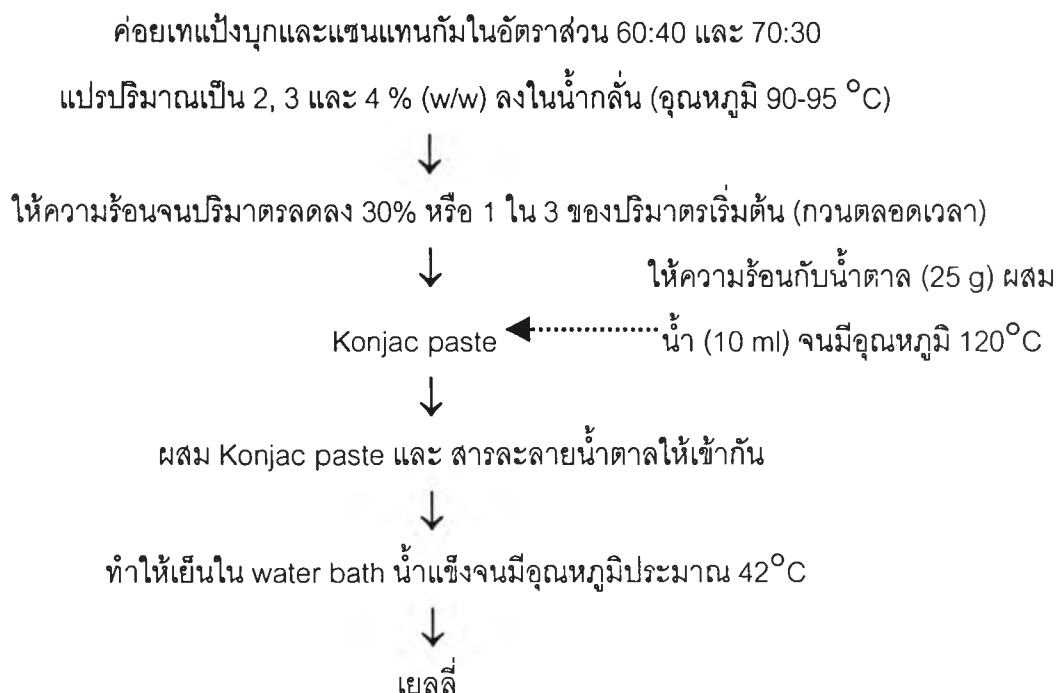 ค่อยเทแป้งบุกและแซนแทนกัมในอัตราส่วน 60:40 และ 70:30
แปรปริมาณเป็น 2, 3 และ 4 % (w/w) ลงในน้ำกลั่น (อุณหภูมิ 90-95 °C)
ให้ความร้อนจนปริมาตรลดลง 30% หรือ 1 ใน 3 ของปริมาตรเริ่มต้น (กวนตลอดเวลา)
ให้ความร้อนกับน้ำตาล (25 g) ผสม
Konjac paste น้ำ (10 ml) จนมีอุณหภูมิ 120°C
ผสม Konjac paste และ สารละลายน้ำตาลให้เข้ากัน
ทำให้เย็นใน water bath น้ำแข็งจนมีอุณหภูมิประมาณ 42°C
เยลลี่